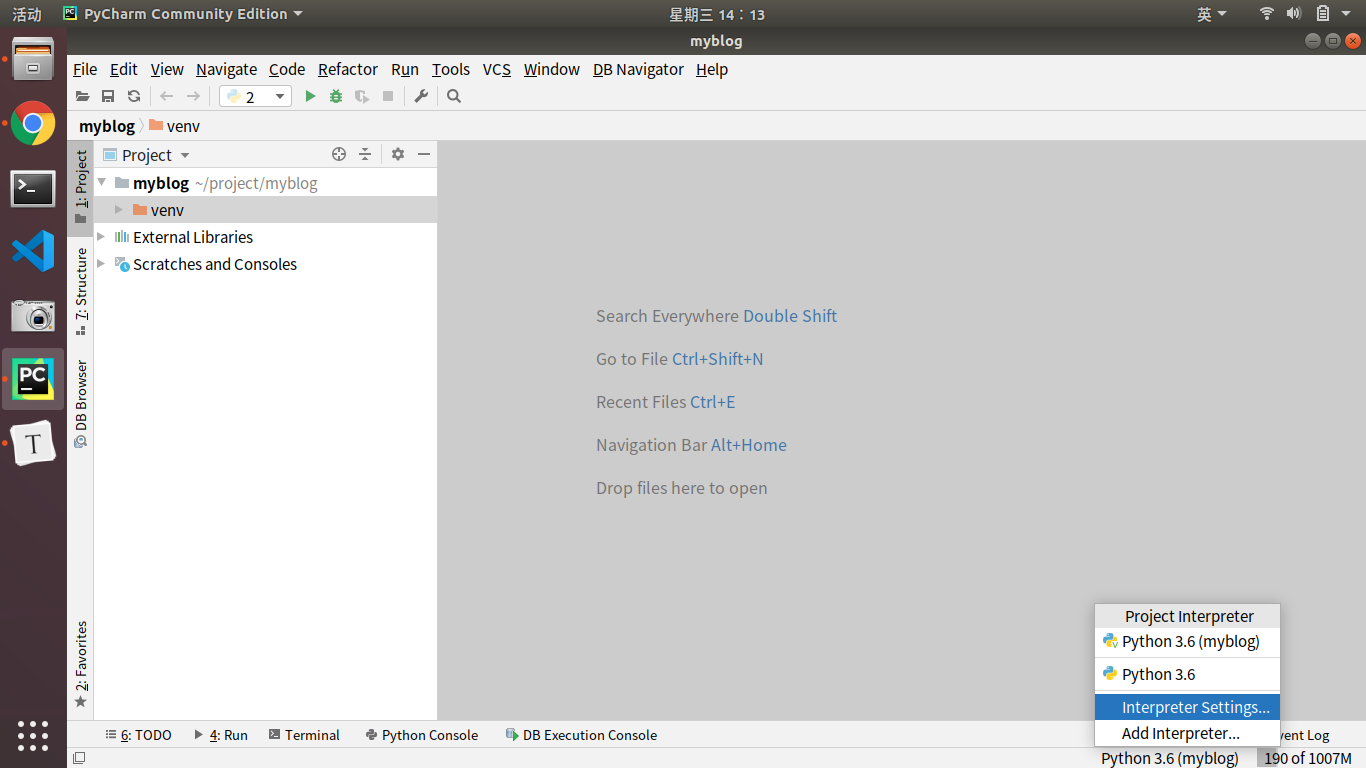 活动 PyCharm Community Edition 星期三 14：13 英
myblog
File Edit View Navigate Code Refactor Run Tools VCS Window DB Navigator Help
2
myblog venv
1: Project
Project
myblog ~/project/myblog
venv
External Libraries
Scratches and Consoles
7: Structure
DB Browser
2: Favorites
PC
T
Search Everywhere Double Shift
Go to File Ctrl+Shift+N
Recent Files Ctrl+E
Navigation Bar Alt+Home
Drop files here to open
Project Interpreter
Python 3.6 (myblog)
Python 3.6
Interpreter Settings...
Add Interpreter...
6: TODO 4: Run Terminal Python Console DB Execution Console vent Log
Python 3.6 (myblog) 190 of 1007M